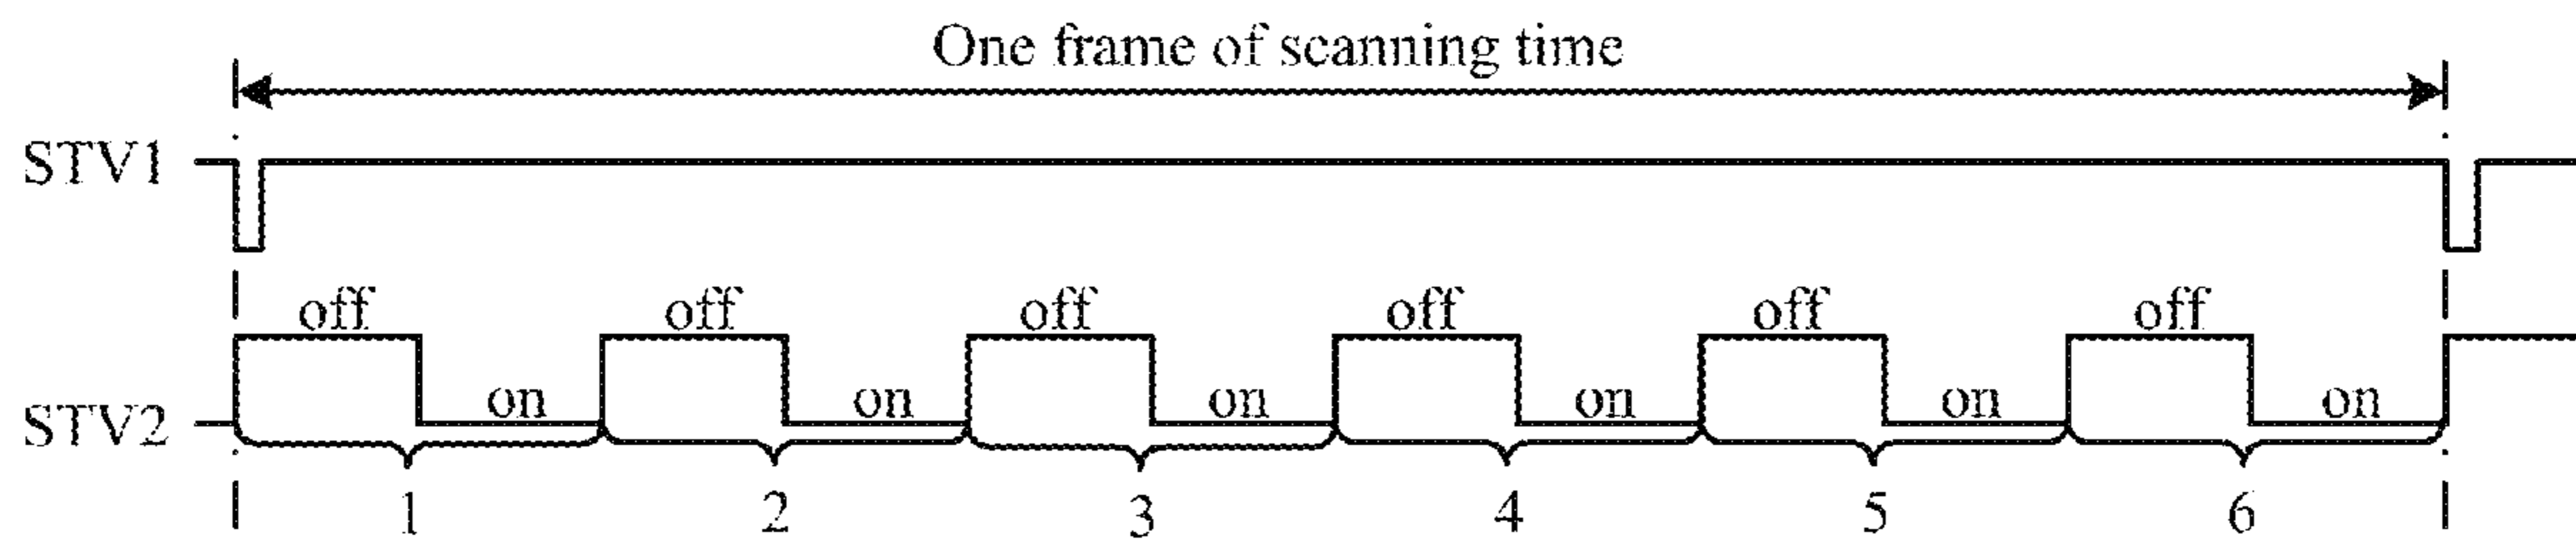 One frame of scanning time
STV1
off off off off off off
on on on on on on
STV2
1 2 3 4 5 6